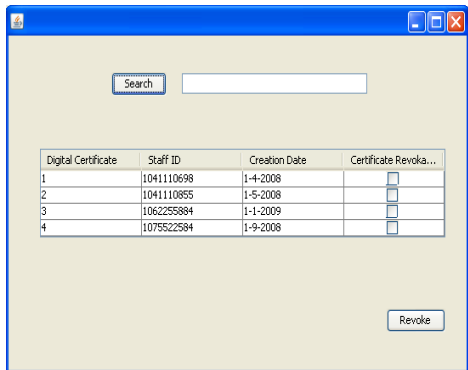 Search
Digital Certificate Staff ID Creation Date Certificate Revoka...
1 1041110698 1-4-2008
2 1041110855 1-5-2008
3 1062255884 1-1-2009
4 1075522584 1-9-2008
Revoke